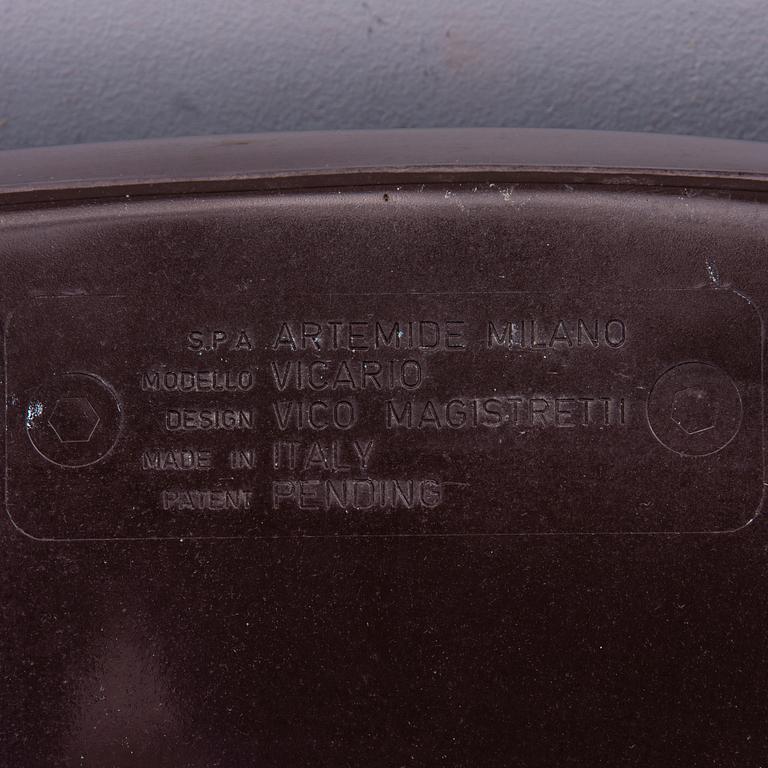 S.P.A ARTEMIDE MILANO
MODELLO VICARIO
DESIGN VICO MAGISTRETTI
MADE IN ITALY
PATENT PENDING